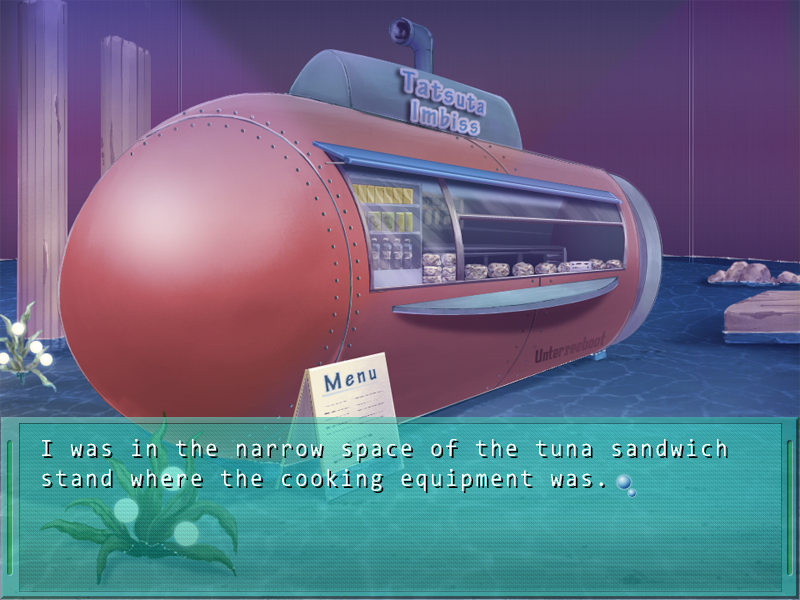 Tatsuta
Imbiss
Unterseeboot
Menu
I was in the narrow space of the tuna sandwich
stand where the cooking equipment was.